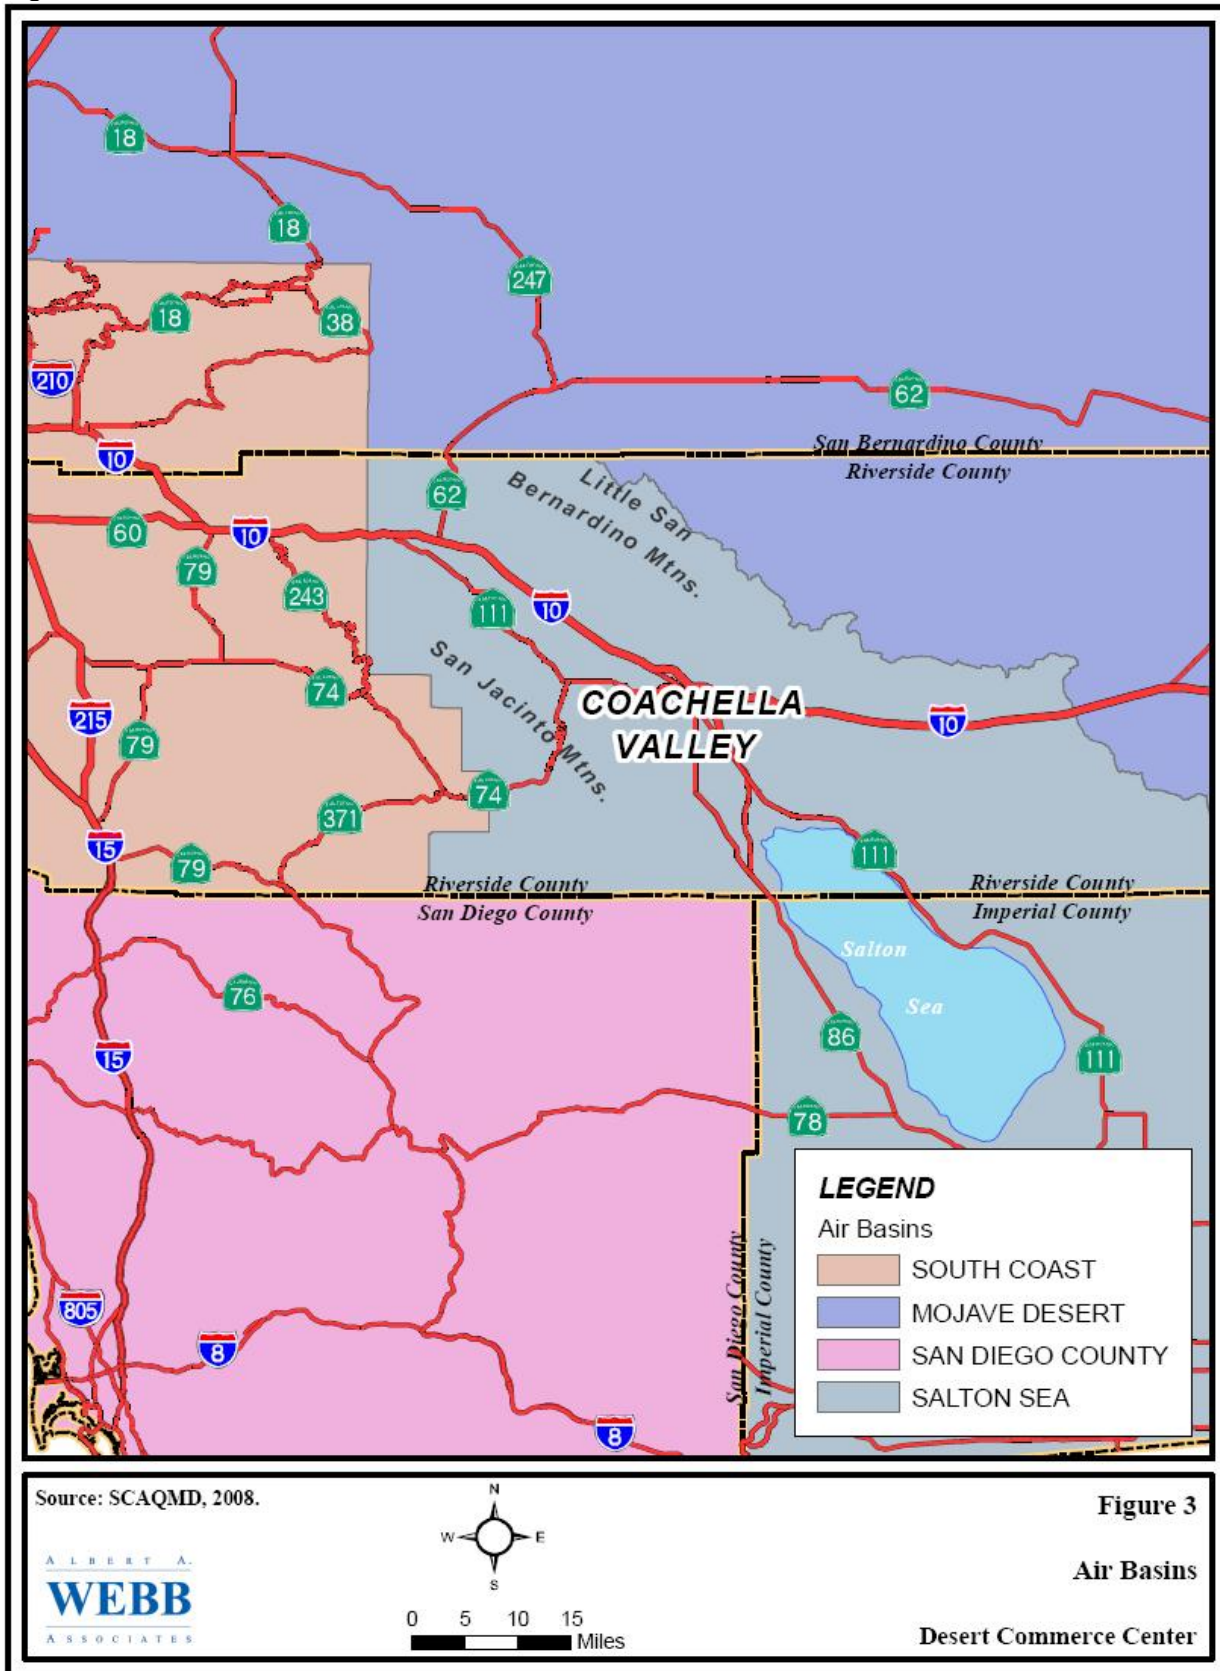 18
18
247
18
38
210
62
San Bernardino County
Riverside County
10
62
Little San
Bernardino Mtns.
60
10
79
243
111
10
San Jacinto Mtns.
74
COACHELLA
VALLEY
215
79
10
74
371
15
79
111
Riverside County
San Diego County
Riverside County
Imperial County
Salton
Sea
76
15
86
111
78
San Diego County
Imperial County
805
8
8
LEGEND
Air Basins
SOUTH COAST
MOJAVE DESERT
SAN DIEGO COUNTY
SALTON SEA
Source: SCAQMD, 2008.
ALBERT A.
WEBB
ASSOCIATES
N
W E
S
0 5 10 15
Miles
Figure 3
Air Basins
Desert Commerce Center